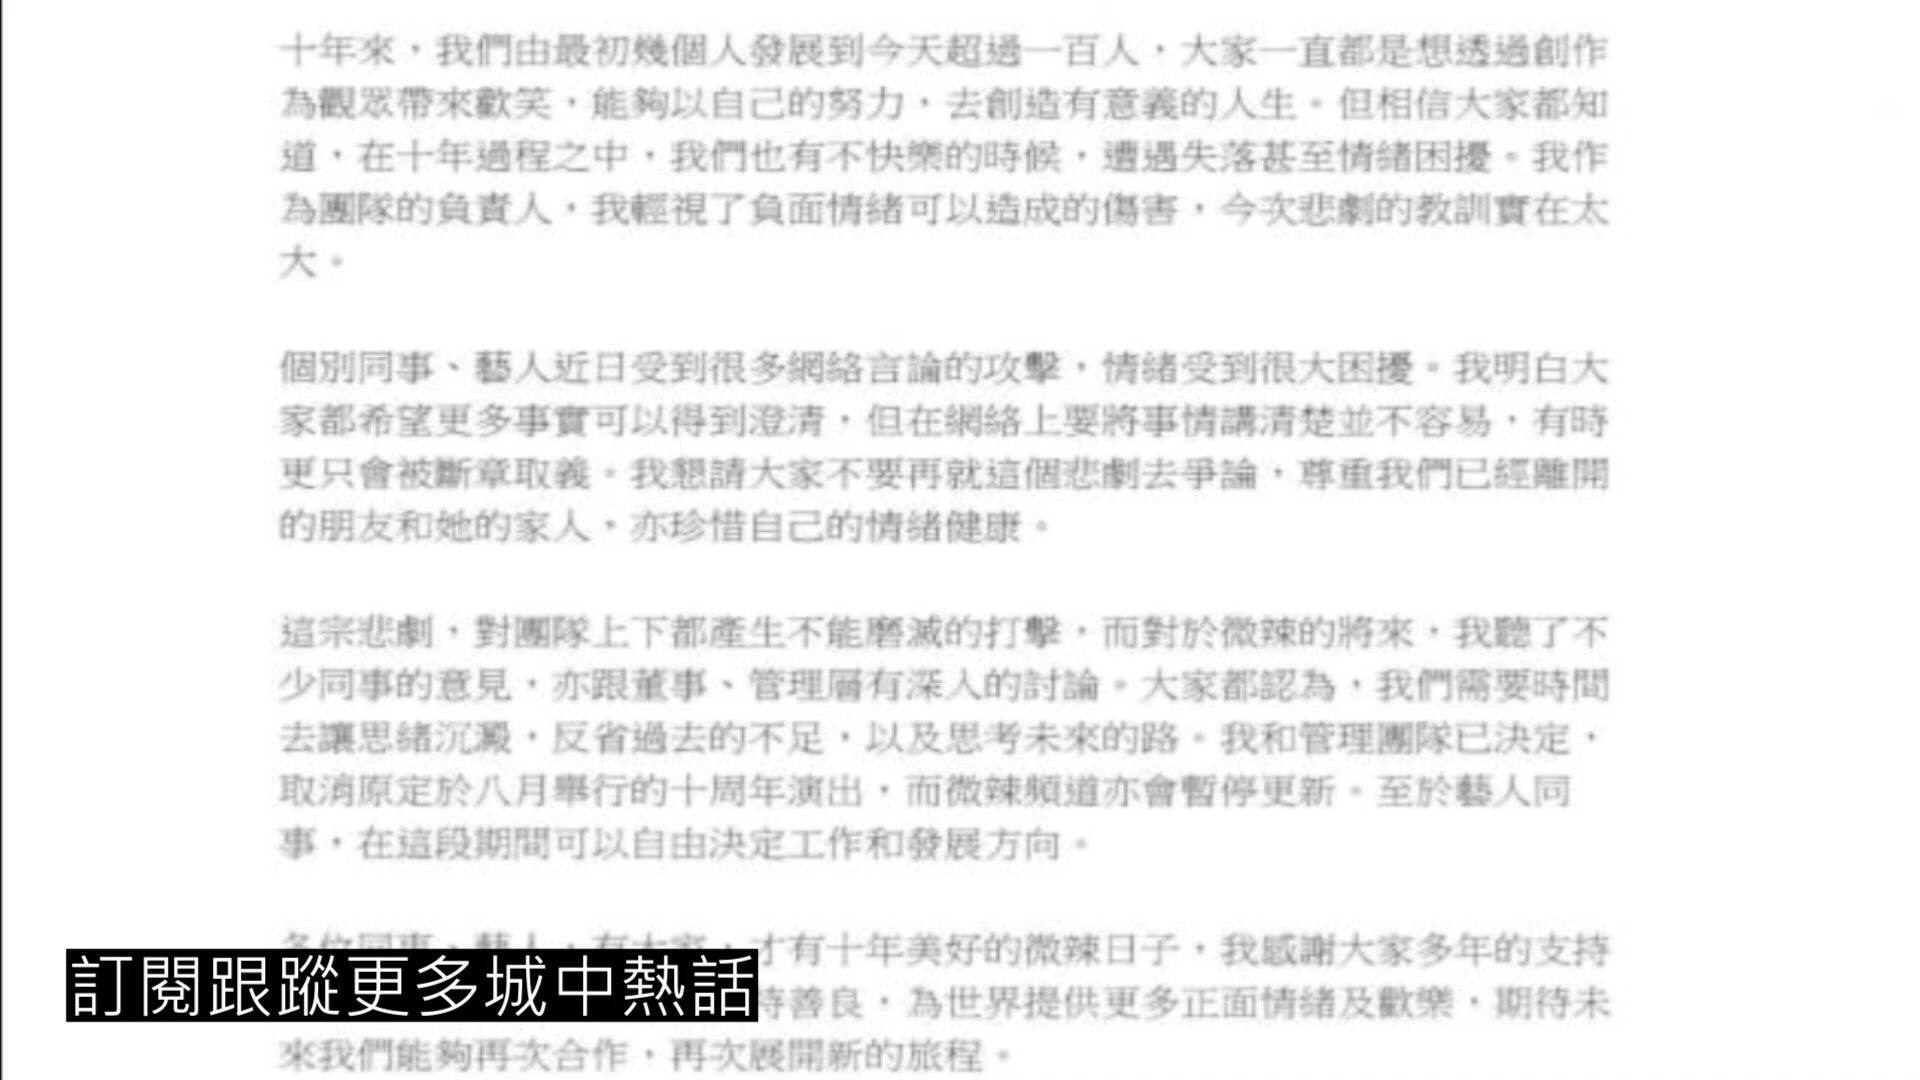 十年來，我們由最初幾個人發展到今天超過一百人，大家一直都是想透過創作
為觀眾帶來歡笑，能夠以自己的努力，去創造有意義的人生。但相信大家都知
道，在十年過程之中，我們也有不快樂的時候，遭遇失落甚至情緒困擾。我作
為團隊的負責人，我輕視了負面情緒可以造成的傷害，今次悲劇的教訓實在太
大。
個別同事、藝人近日受到很多網絡言論的攻擊，情緒受到很大困擾。我明白大
家都希望更多事實可以得到澄清，但在網絡上要將事情講清楚並不容易，有時
更只會被斷章取義。我懇請大家不要再就這個悲劇去爭論，尊重我們已經離開
的朋友和她的家人，亦珍惜自己的情緒健康。
這宗悲劇，對團隊上下都產生不能磨滅的打擊，而對於微辣的將來，我聽了不
少同事的意見，亦跟董事、管理層有深入的討論。大家都認為，我們需要時間
去讓思緒沉澱，反省過去的不足，以及思考未來的路。我和管理團隊已決定，
取消原定於八月舉行的十周年演出，而微辣頻道亦會暫停更新。至於藝人同
事，在這段期間可以自由決定工作和發展方向。
各位同事、藝人，有大家，才有十年美好的微辣日子，我感謝大家多年的支持
持善良，為世界提供更多正面情緒及歡樂，期待未
來我們能夠再次合作，再次展開新的旅程。
訂閱跟蹤更多城中熱話